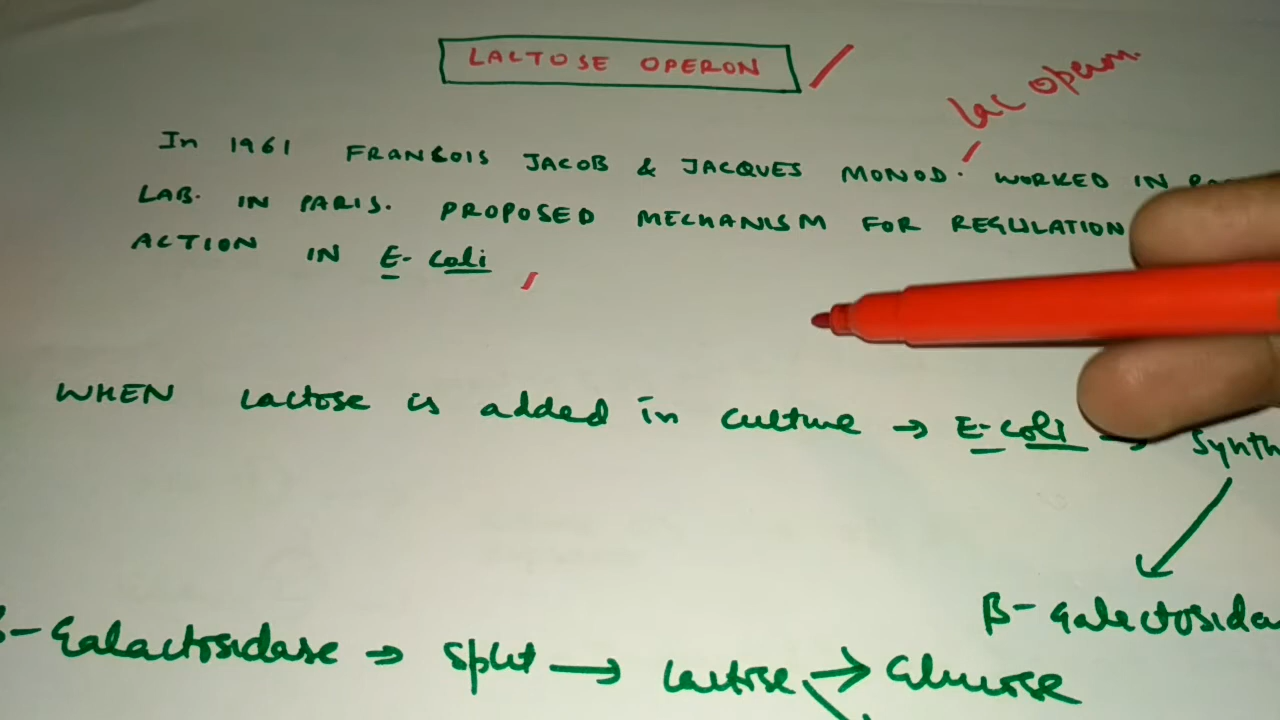 LACTOSE OPERON
lac operon.
In 1961 FRANCOIS JACOB & JACQUES MONOD. WORKED IN
LAB. IN PARIS. PROPOSED MECHANISM FOR REGULATION
ACTION IN E-coli
WHEN Lactose is added in culture → E-coli → Synth
β-Galactosida
β-Galactosidase → Split → Lactose → Glucose